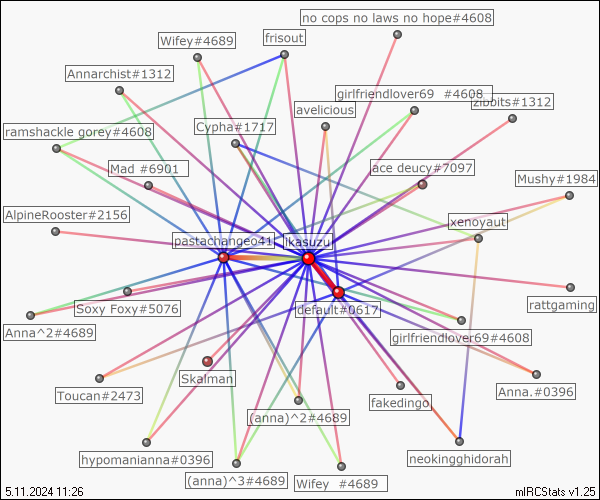 no cops no laws no hope#4608
Wifey#4689
frisout
Annarchist#1312
girlfriendlover69 #4608
zibbits#1312
avelicious
ramshackle gorey#4608
Cypha#1717
Mad #6901
ace deucy#7097
Mushy#1984
AlpineRooster#2156
xenoyaut
pastachangeo41
ikasuzu
rattgaming
Soxy Foxy#5076
default#0617
Anna^2#4689
girlfriendlover69#4608
Skalman
Toucan#2473
fakedingo
Anna.#0396
(anna)^2#4689
hypomanianna#0396
neokingghidorah
(anna)^3#4689
Wifey #4689
5.11.2024 11:26
mIRCStats v1.25